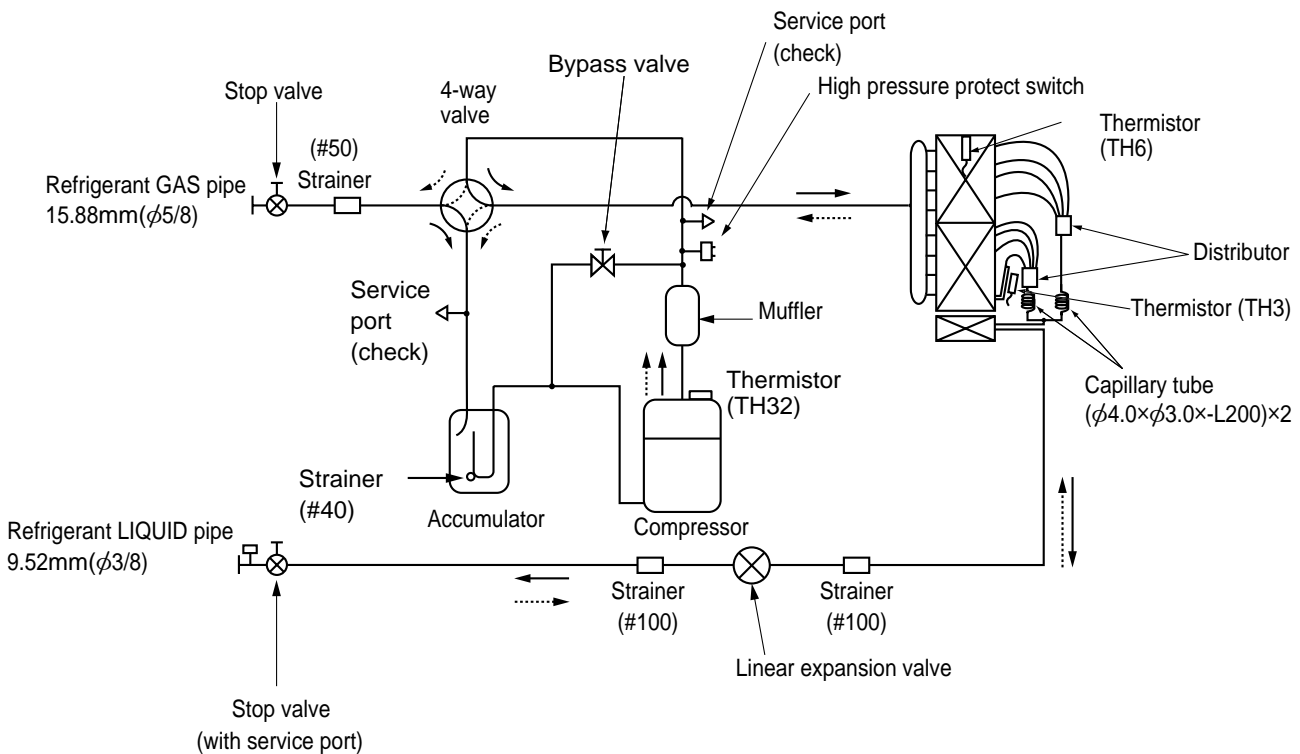 Service port
(check)
Bypass valve
High pressure protect switch
Stop valve
4-way
valve
Thermistor
(TH6)
(#50)
Strainer
Refrigerant GAS pipe
15.88mm(ϕ5/8)
Distributor
Service
port
(check)
Muffler
Thermistor (TH3)
Thermistor
(TH32)
Capillary tube
(ϕ4.0×ϕ3.0×-L200)×2
Strainer
(#40)
Accumulator
Compressor
Refrigerant LIQUID pipe
9.52mm(ϕ3/8)
Strainer
(#100)
Strainer
(#100)
Linear expansion valve
Stop valve
(with service port)